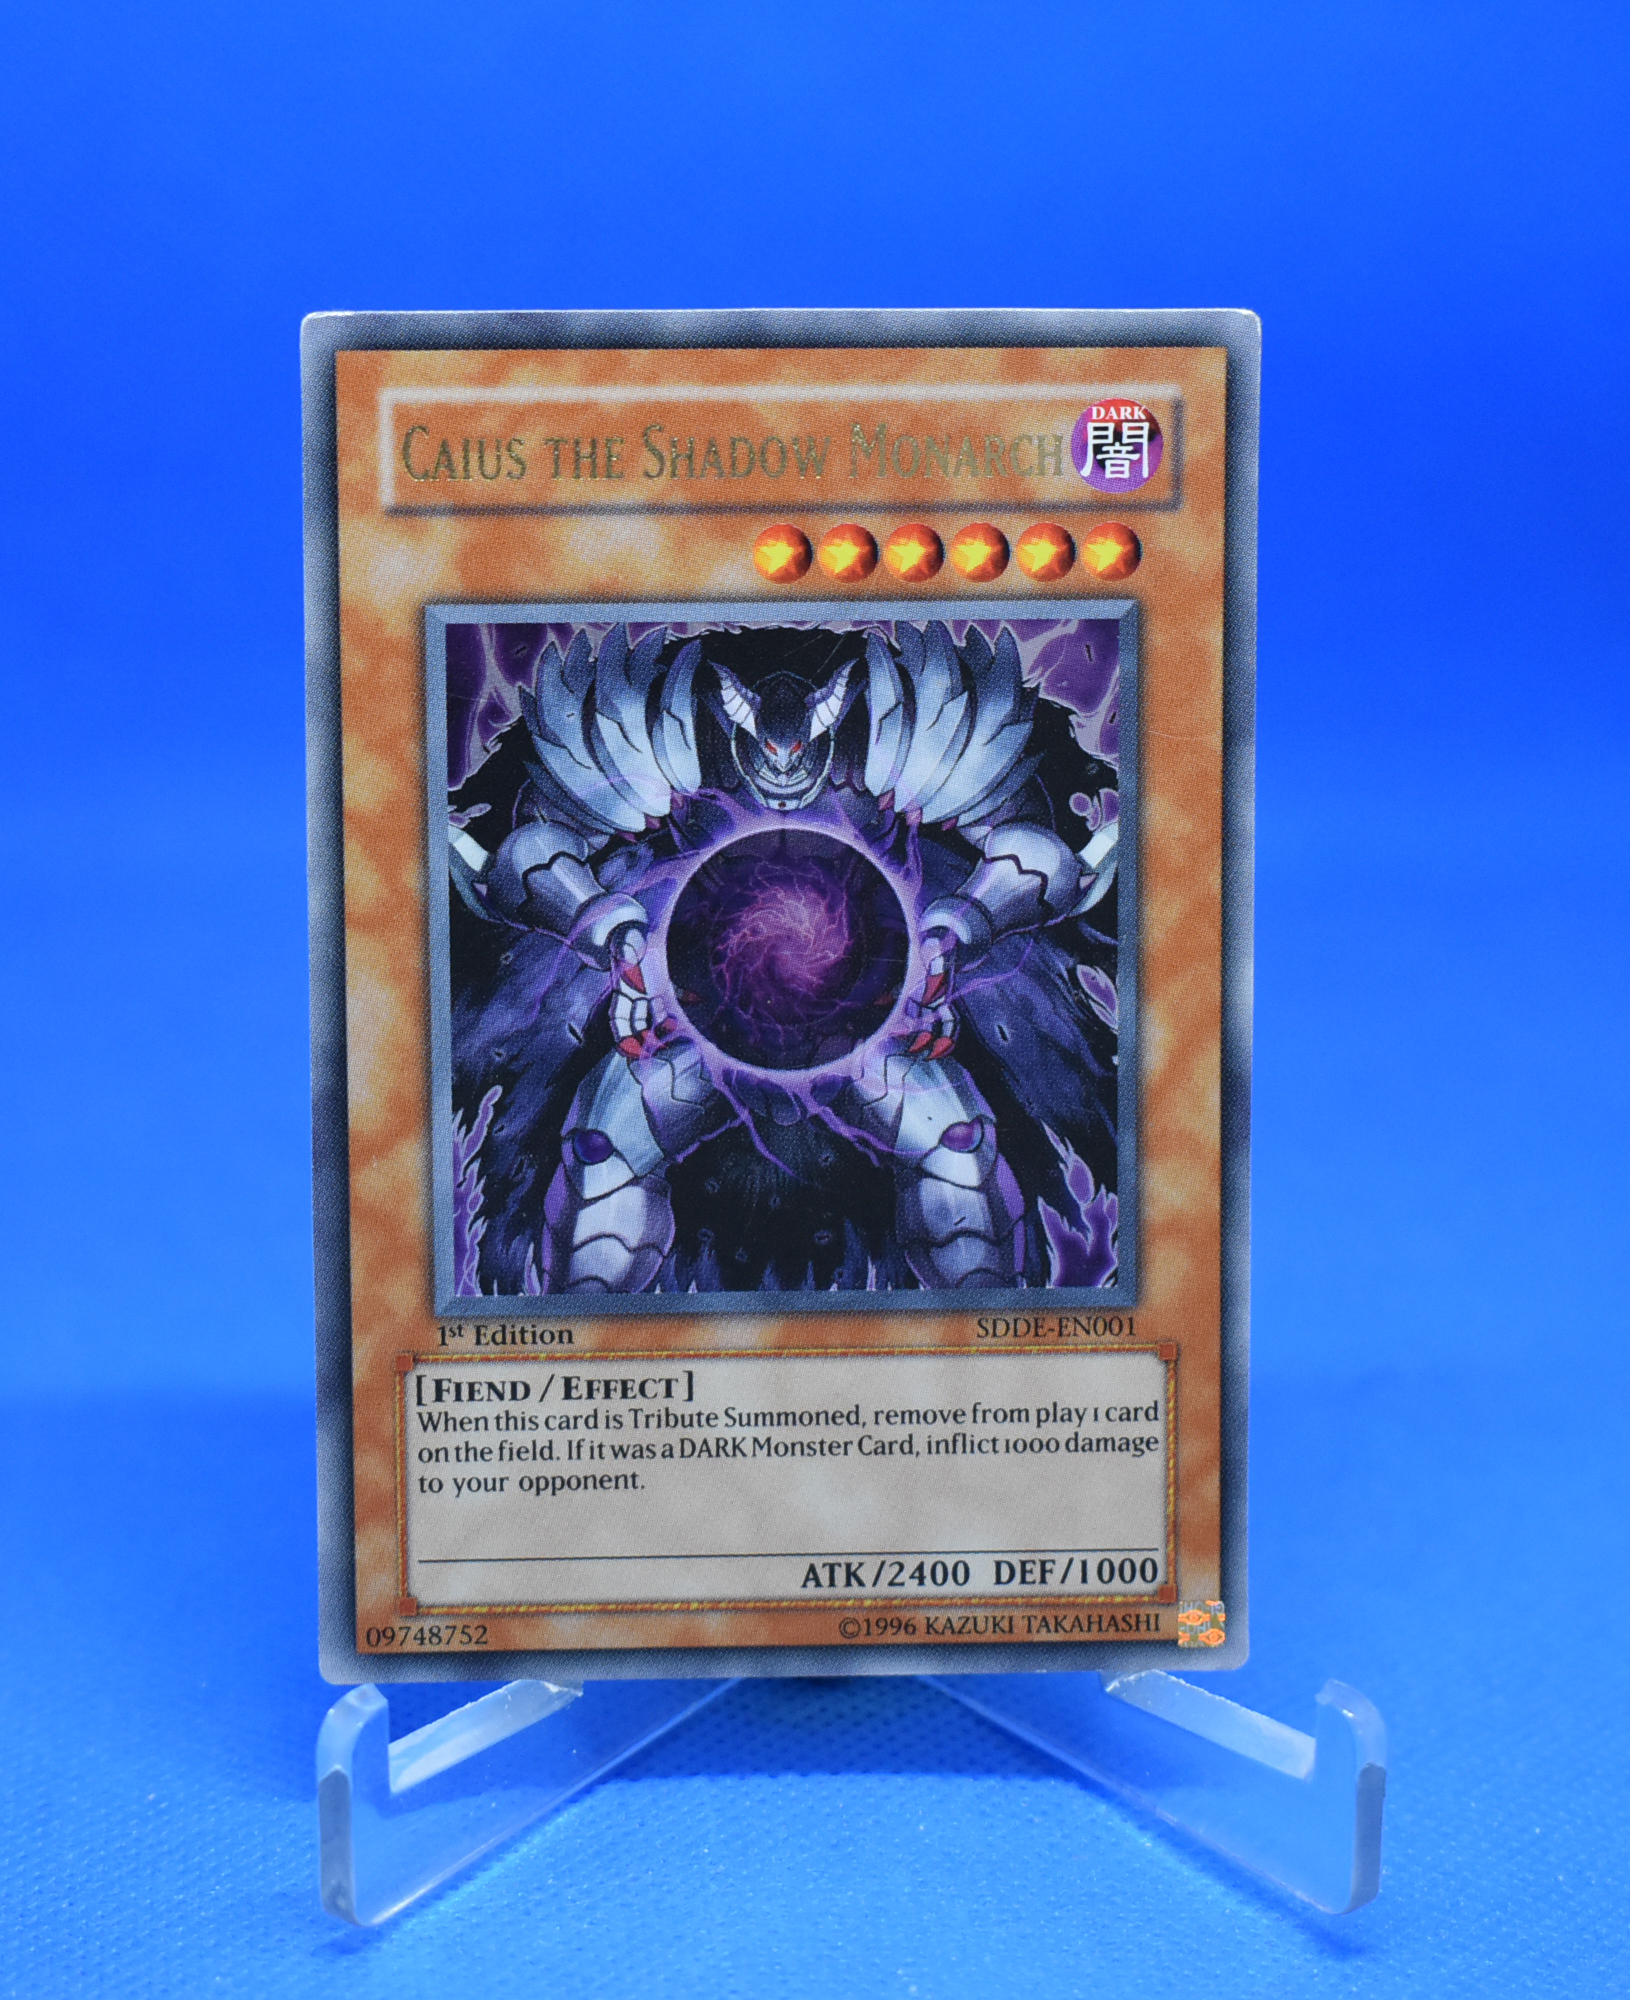 CAIUS THE SHADOW MONARCH
DARK
闇
1st Edition
SDDE-EN001
[FIEND/EFFECT]
When this card is Tribute Summoned, remove from play 1 card
on the field. If it was a DARK Monster Card, inflict 1000 damage
to your opponent.
ATK/2400 DEF/1000
09748752
©1996 KAZUKI TAKAHASHI